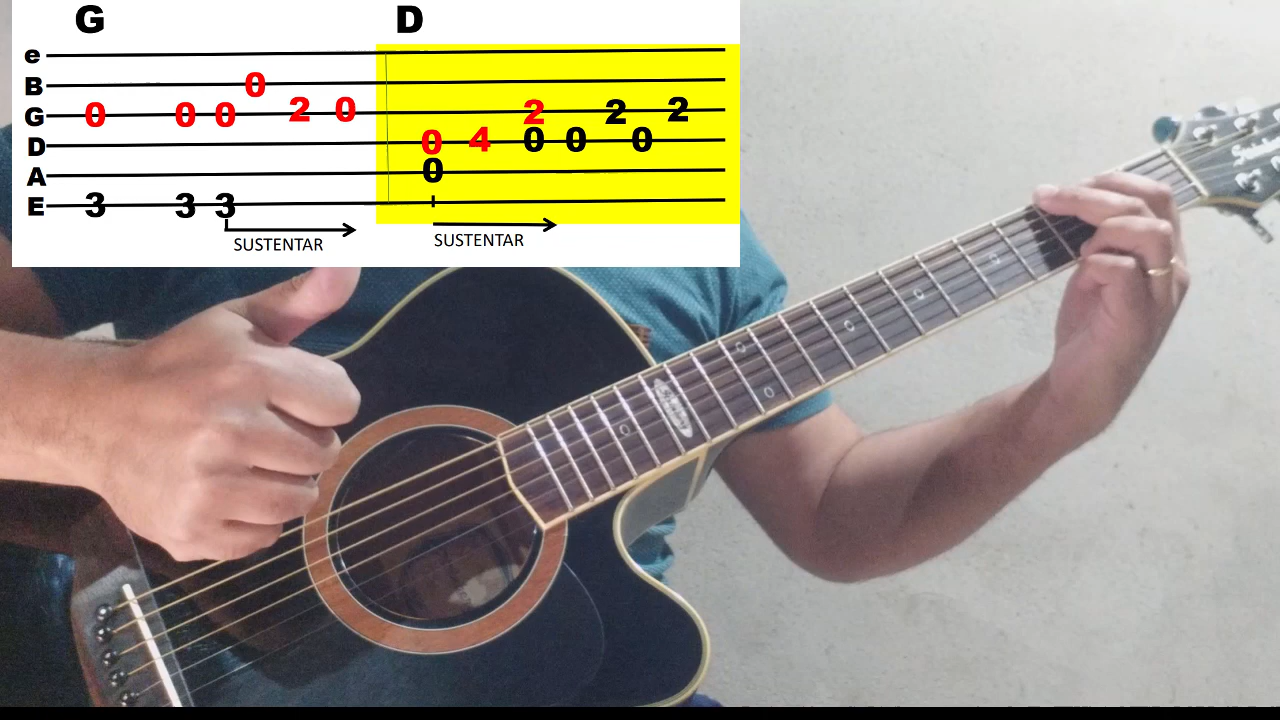 G D
e
B 0
G 0 0 0 2 0 2 2 2
D 0 4 0 0 0
A 0
E 3 3 3
SUSTENTAR SUSTENTAR